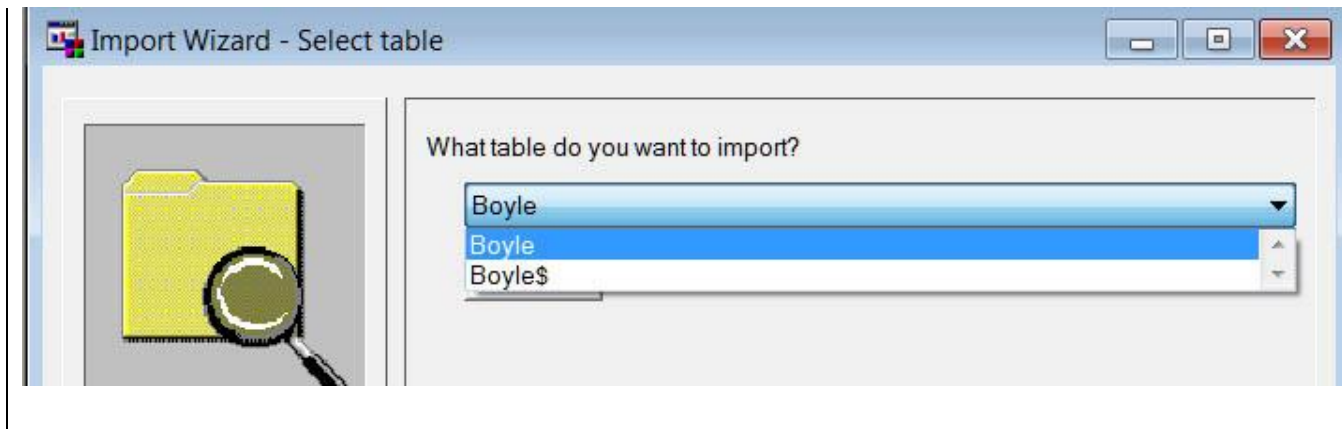 Import Wizard - Select table
What table do you want to import?
Boyle
Boyle
Boyle$